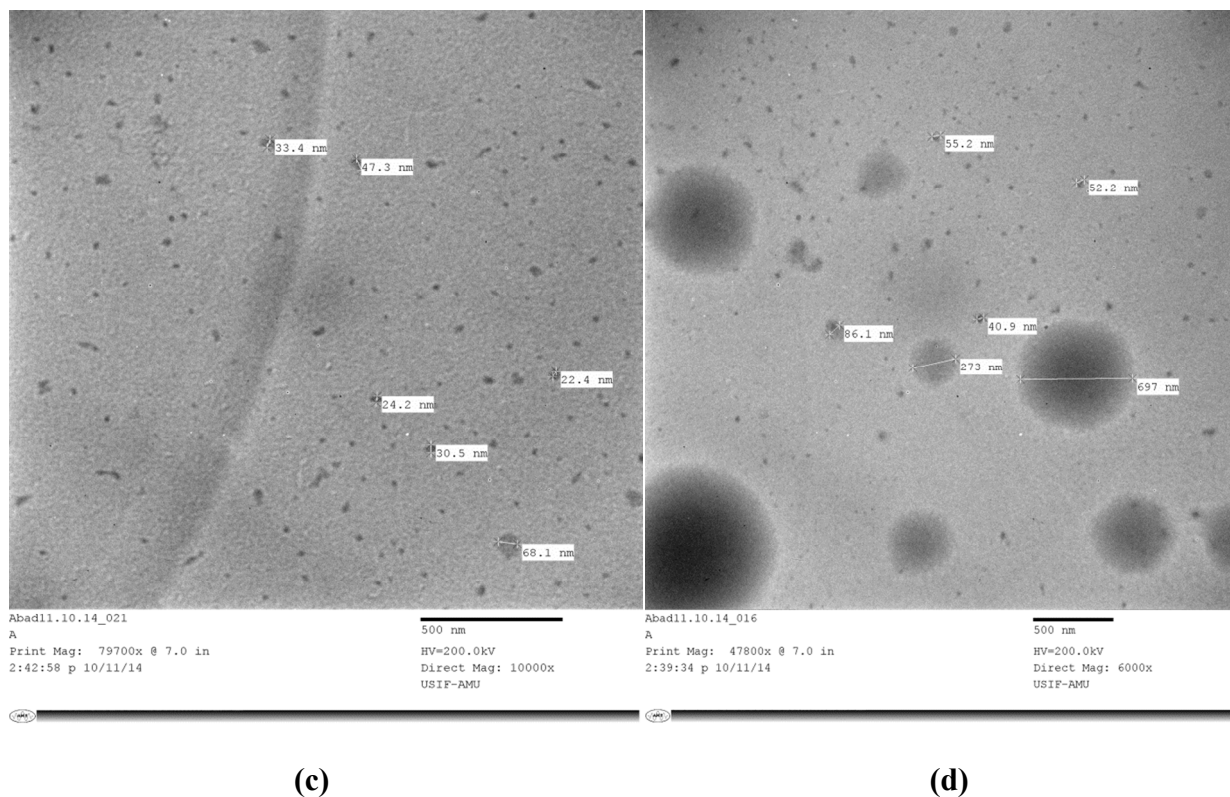 33.4 nm
47.3 nm
22.4 nm
24.2 nm
30.5 nm
68.1 nm
Abad11.10.14_021
A
Print Mag: 79700x @ 7.0 in
2:42:58 p 10/11/14
500 nm
HV=200.0kV
Direct Mag: 10000x
USIF-AMU
(c)
55.2 nm
52.2 nm
86.1 nm
40.9 nm
273 nm
697 nm
Abad11.10.14_016
A
Print Mag: 47800x @ 7.0 in
2:39:34 p 10/11/14
500 nm
HV=200.0kV
Direct Mag: 6000x
USIF-AMU
(d)